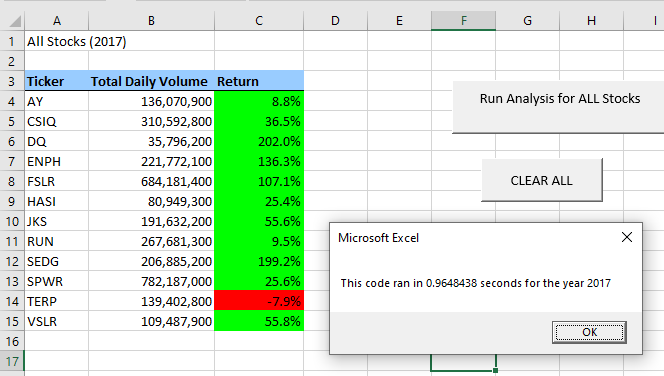 A B C D E F G H I
1 All Stocks (2017)
2
3 Ticker Total Daily Volume Return
4 AY 136,070,900 8.8%
Run Analysis for ALL Stocks
5 CSIQ 310,592,800 36.5%
6 DQ 35,796,200 202.0%
7 ENPH 221,772,100 136.3%
8 FSLR 684,181,400 107.1%
CLEAR ALL
9 HASI 80,949,300 25.4%
10 JKS 191,632,200 55.6%
11 RUN 267,681,300 9.5%
Microsoft Excel
12 SEDG 206,885,200 199.2%
13 SPWR 782,187,000 25.6%
This code ran in 0.9648438 seconds for the year 2017
14 TERP 139,402,800 -7.9%
15 VSLR 109,487,900 55.8%
OK
16
17